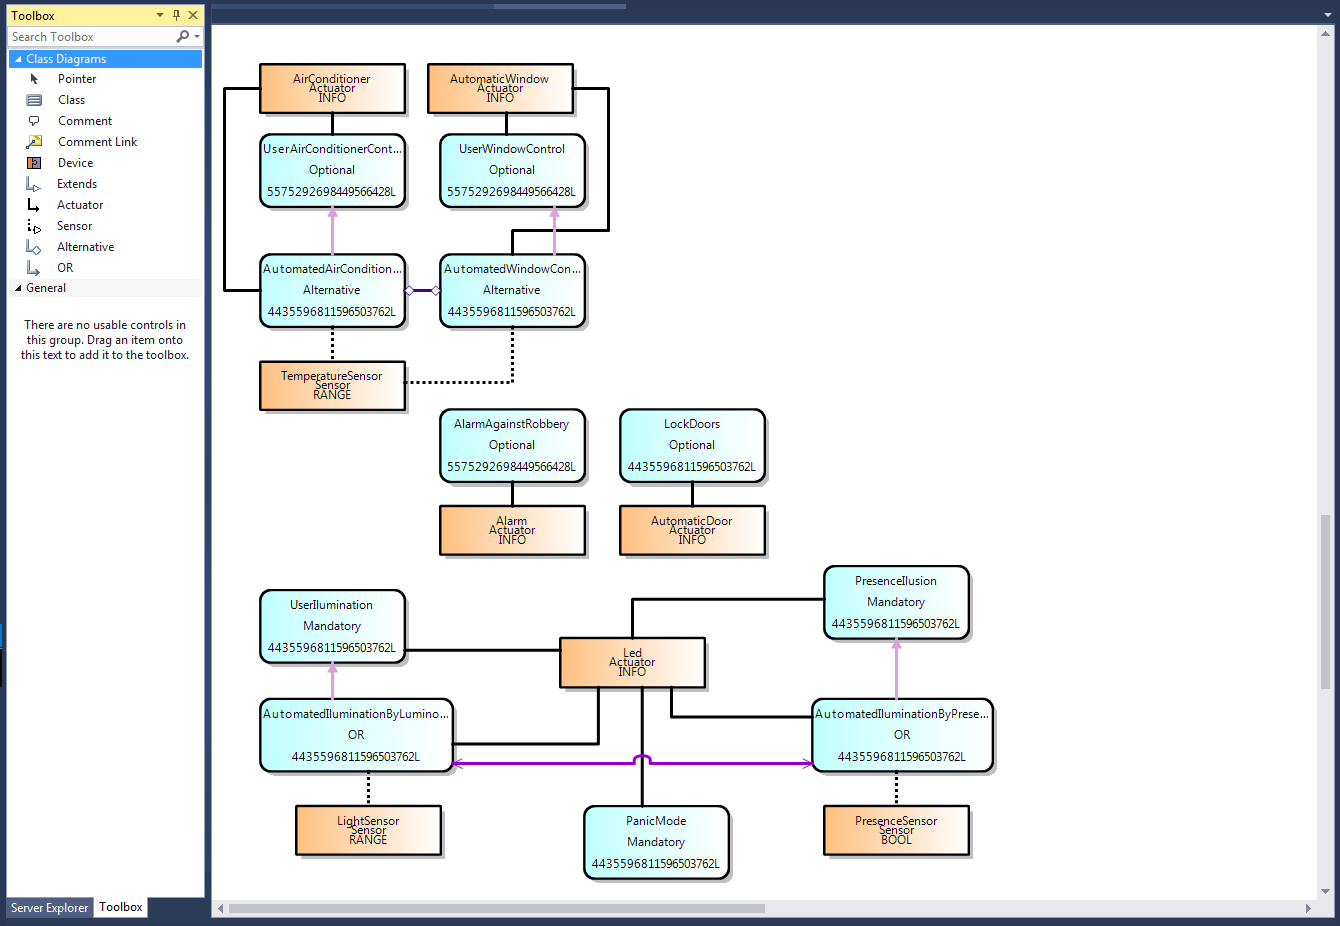 Toolbox
Search Toolbox
Class Diagrams
Pointer
Class
Comment
Comment Link
Device
Extends
Actuator
Sensor
Alternative
OR
General
There are no usable controls in
this group. Drag an item onto
this text to add it to the toolbox.
Server Explorer
Toolbox
AirConditioner
Actuator
INFO
AutomaticWindow
Actuator
INFO
UserAirConditionerCont...
Optional
5575292698449566428L
UserWindowControl
Optional
5575292698449566428L
AutomatedAirCondition...
Alternative
4435596811596503762L
AutomatedWindowCon...
Alternative
4435596811596503762L
TemperatureSensor
Sensor
RANGE
AlarmAgainstRobbery
Optional
5575292698449566428L
LockDoors
Optional
4435596811596503762L
Alarm
Actuator
INFO
AutomaticDoor
Actuator
INFO
UserIlumination
Mandatory
4435596811596503762L
PresenceIlusion
Mandatory
4435596811596503762L
Led
Actuator
INFO
AutomatedIluminationByLumino...
OR
4435596811596503762L
AutomatedIluminationByPrese...
OR
4435596811596503762L
LightSensor
Sensor
RANGE
PanicMode
Mandatory
4435596811596503762L
PresenceSensor
Sensor
BOOL